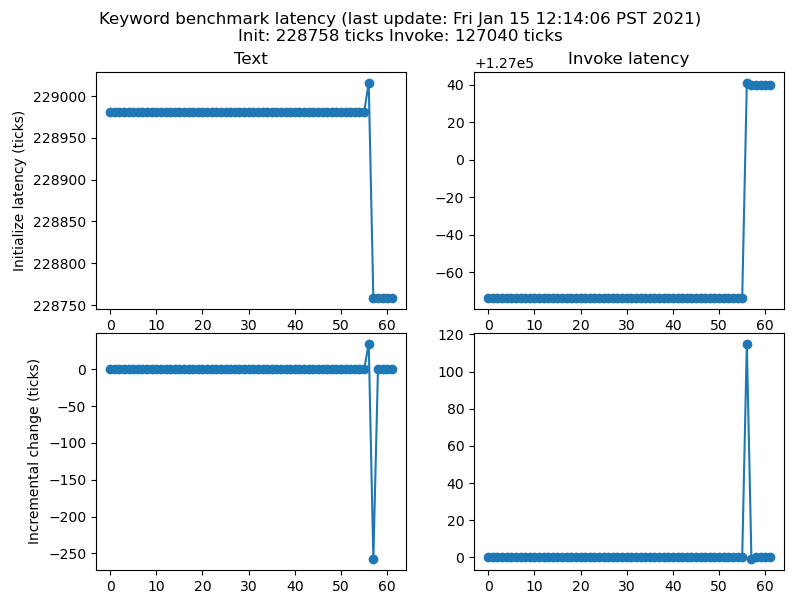 Keyword benchmark latency (last update: Fri Jan 15 12:14:06 PST 2021)
Init: 228758 ticks Invoke: 127040 ticks
Text
Initialize latency (ticks)
229000
228950
228900
228850
228800
228750
0 10 20 30 40 50 60
Invoke latency
+1.27e5
40
20
0
−20
−40
−60
0 10 20 30 40 50 60
Incremental change (ticks)
0
−50
−100
−150
−200
−250
0 10 20 30 40 50 60
120
100
80
60
40
20
0
0 10 20 30 40 50 60